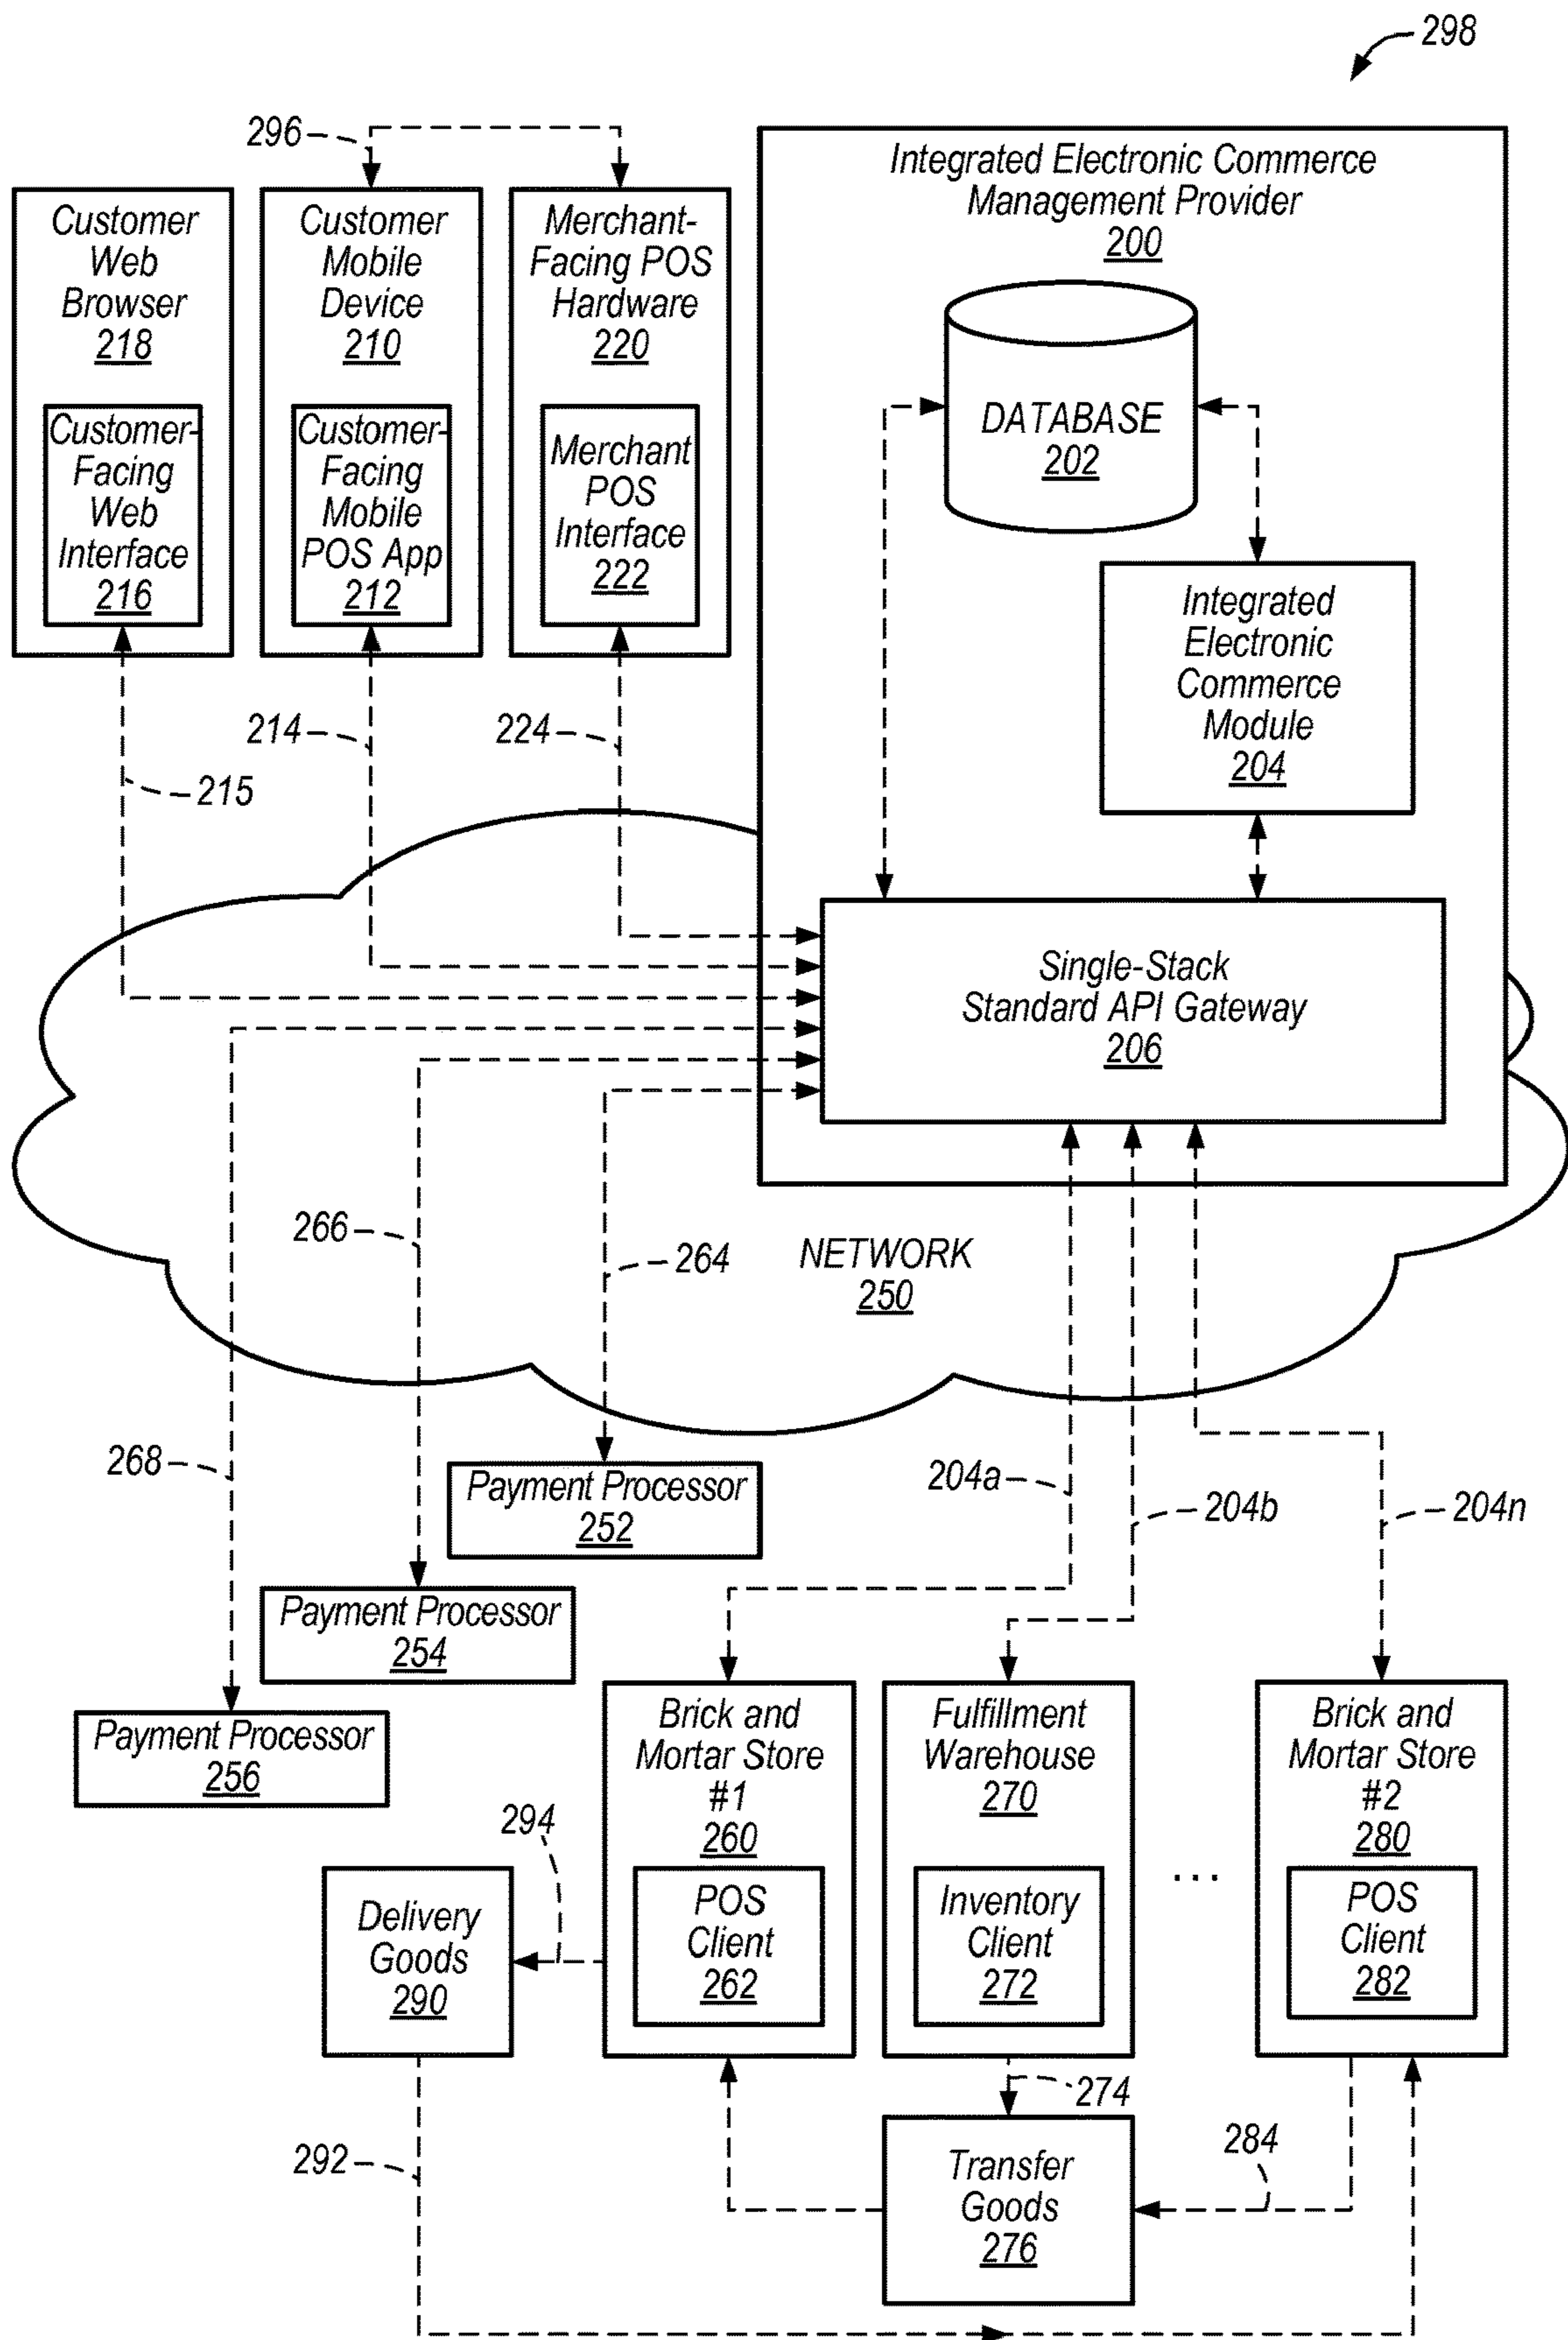 298
296
Customer
Web
Browser
218
Customer-
Facing
Web
Interface
216
Customer
Mobile
Device
210
Customer-
Facing
Mobile
POS App
212
Merchant-
Facing POS
Hardware
220
Merchant
POS
Interface
222
Integrated Electronic Commerce
Management Provider
200
DATABASE
202
Integrated
Electronic
Commerce
Module
204
214
224
215
Single-Stack
Standard API Gateway
206
266
264
NETWORK
250
268
204a
204b
204n
Payment Processor
252
Payment Processor
254
Payment Processor
256
Brick and
Mortar Store
#1
260
POS
Client
262
Fulfillment
Warehouse
270
Inventory
Client
272
...
Brick and
Mortar Store
#2
280
POS
Client
282
294
Delivery
Goods
290
274
292
Transfer
Goods
276
284